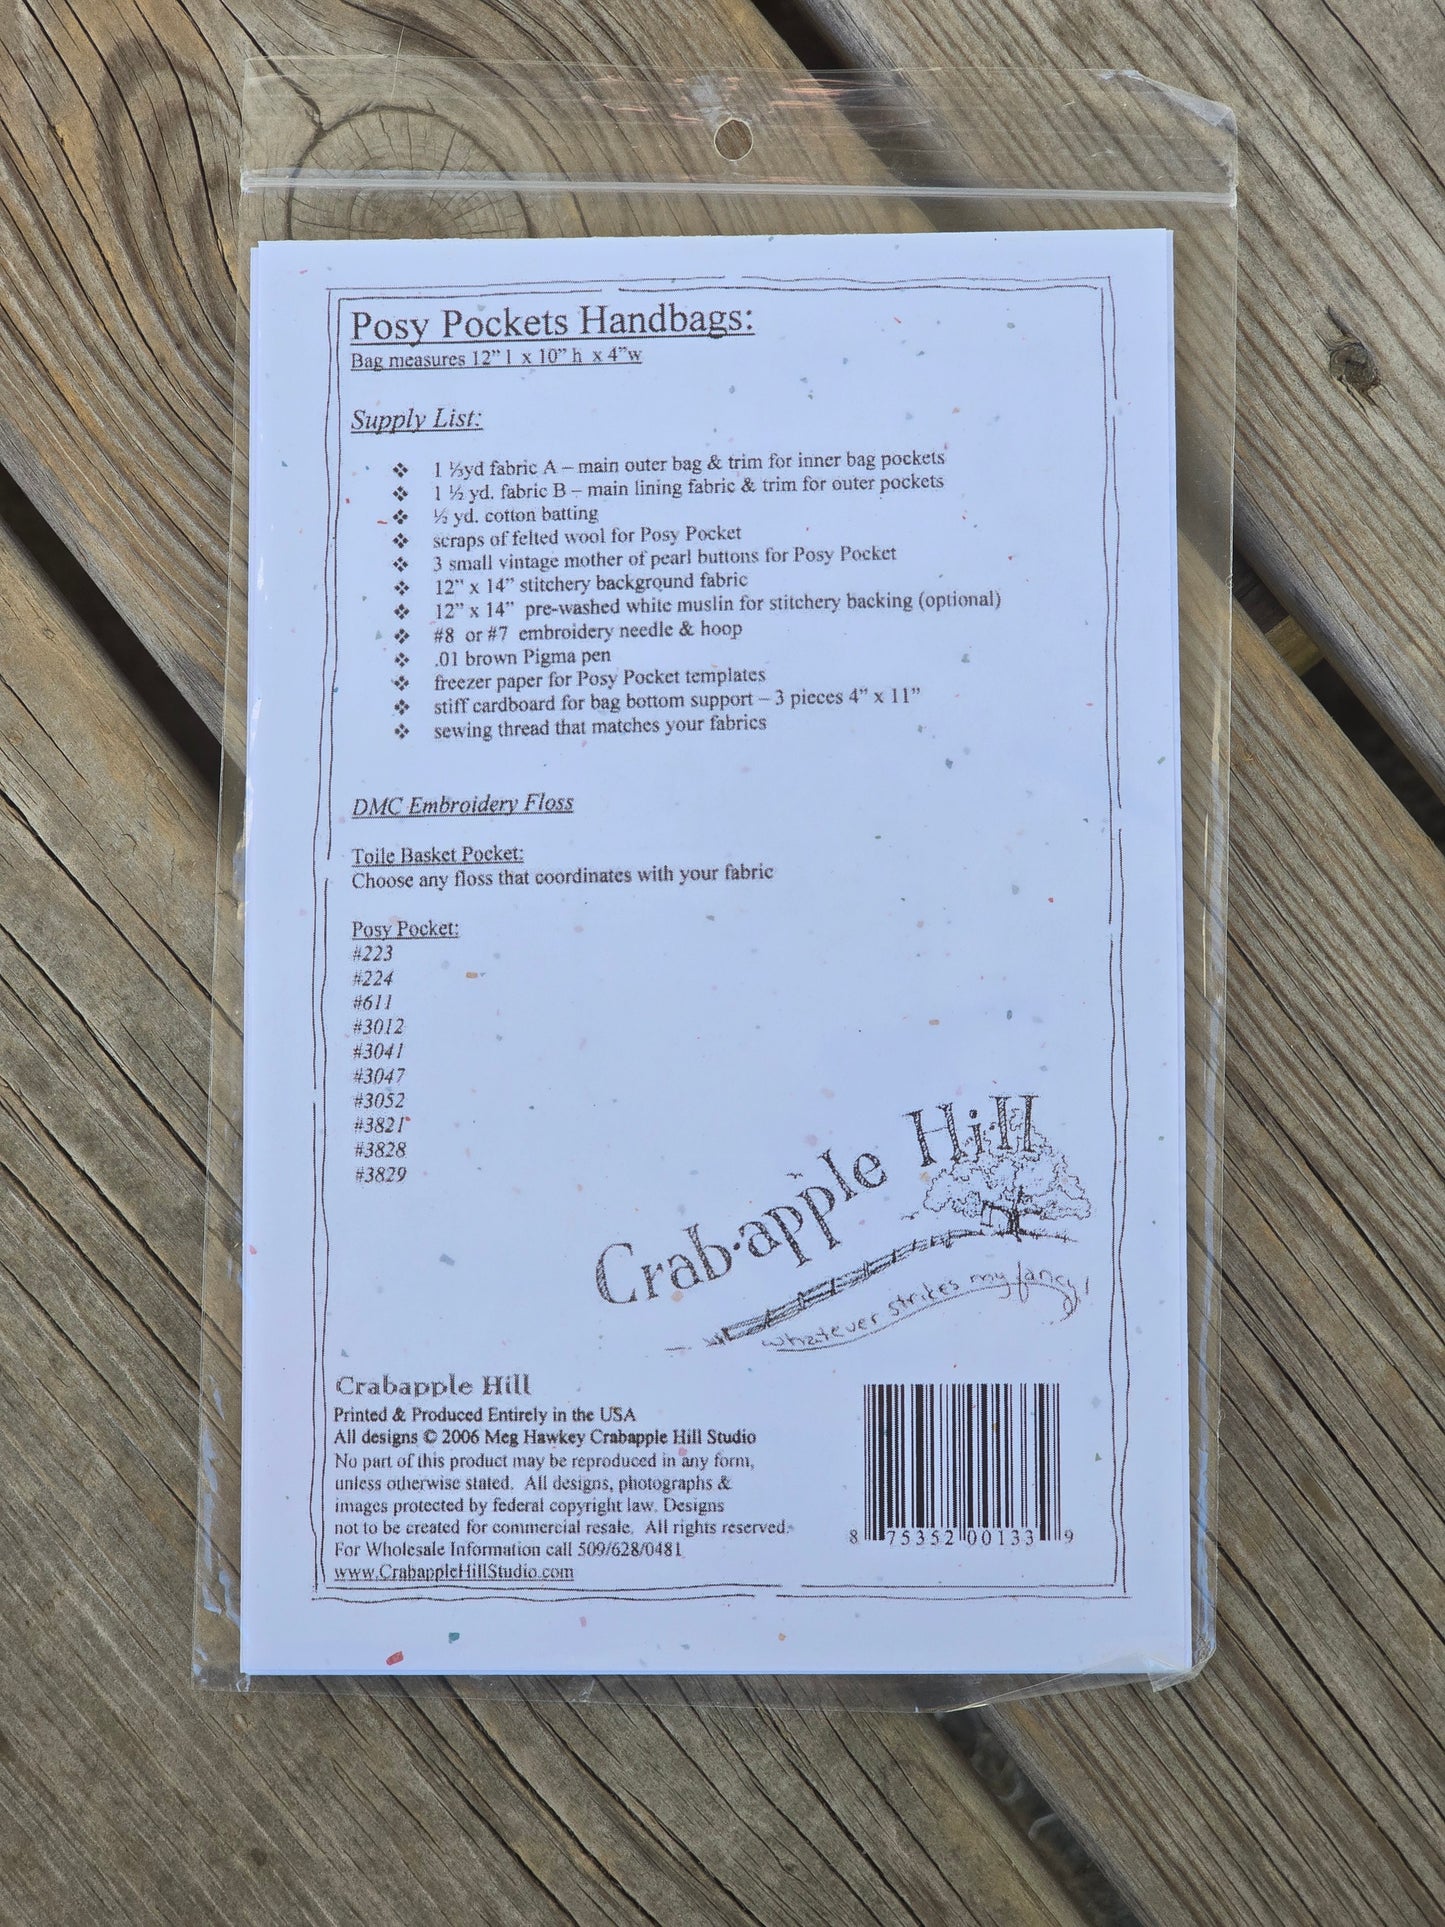 Posy Pockets Handbags:
Bag measures 12" l x 10" h x 4"w
Supply List:
❖ 1 ⅓yd fabric A – main outer bag & trim for inner bag pockets
❖ 1 ⅓ yd. fabric B – main lining fabric & trim for outer pockets
❖ ½ yd. cotton batting
❖ scraps of felted wool for Posy Pocket
❖ 3 small vintage mother of pearl buttons for Posy Pocket
❖ 12" x 14" stitchery background fabric
❖ 12" x 14" pre-washed white muslin for stitchery backing (optional)
❖ #8 or #7 embroidery needle & hoop
❖ .01 brown Pigma pen
❖ freezer paper for Posy Pocket templates
❖ stiff cardboard for bag bottom support – 3 pieces 4" x 11"
❖ sewing thread that matches your fabrics
DMC Embroidery Floss
Toile Basket Pocket:
Choose any floss that coordinates with your fabric
Posy Pocket:
#223
#224
#611
#3012
#3041
#3047
#3052
#3821
#3828
#3829
Crab·apple Hill
whatever strikes my fancy!
Crabapple Hill
Printed & Produced Entirely in the USA
All designs © 2006 Meg Hawkey Crabapple Hill Studio
No part of this product may be reproduced in any form,
unless otherwise stated. All designs, photographs &
images protected by federal copyright law. Designs
not to be created for commercial resale. All rights reserved.
For Wholesale Information call 509/628/0481
www.CrabappleHillStudio.com
8 75352 00133 9